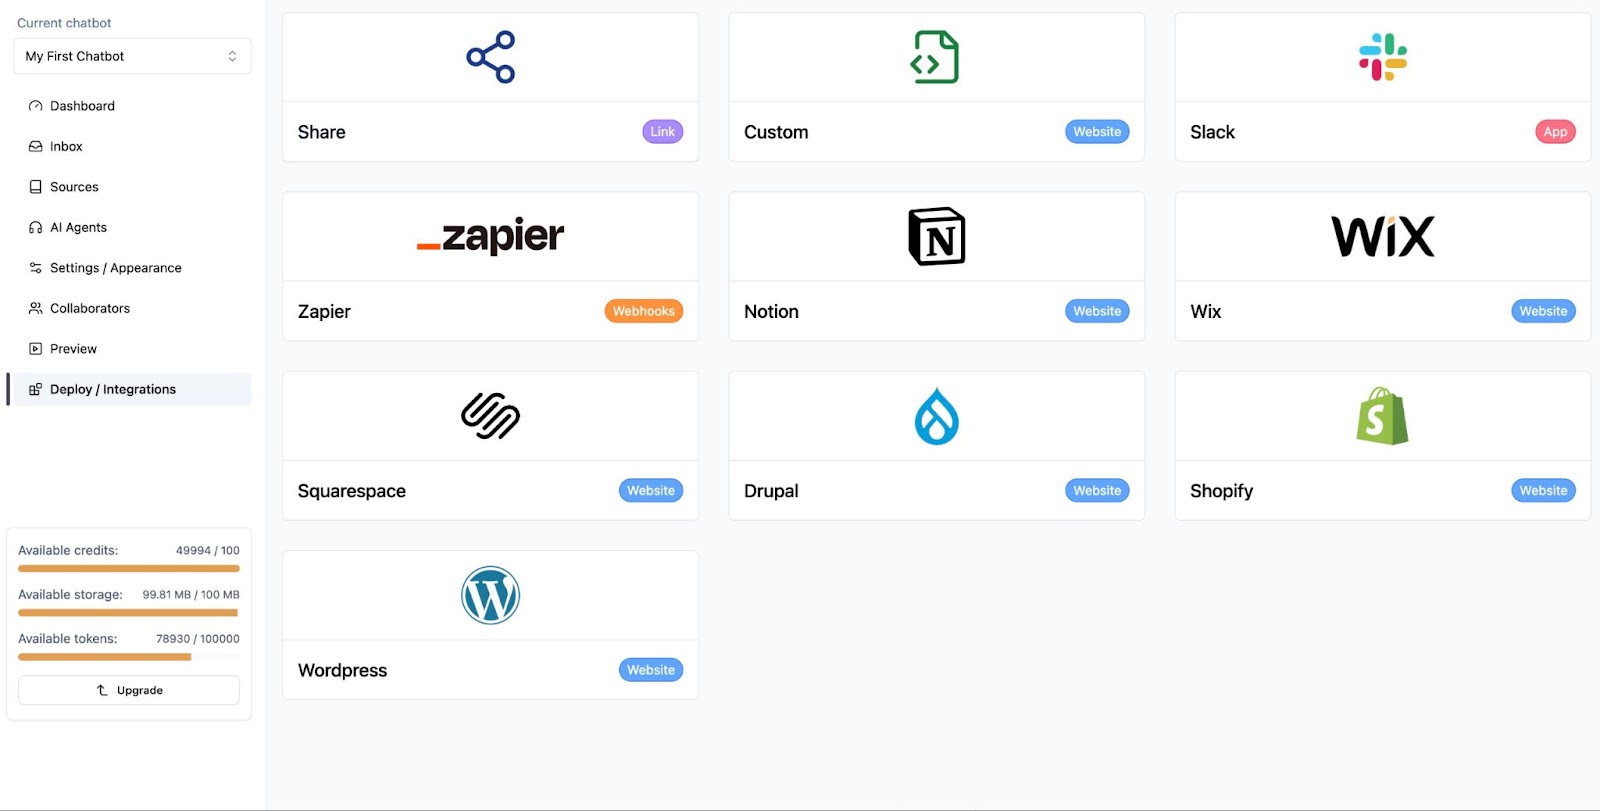 Current chatbot
My First Chatbot
Dashboard
Inbox
Sources
AI Agents
Settings / Appearance
Collaborators
Preview
Deploy / Integrations
Available credits: 49994 / 100
Available storage: 99.81 MB / 100 MB
Available tokens: 78930 / 100000
Upgrade
Share Link
Custom Website
Slack App
zapier
N
WiX
Zapier Webhooks
Notion Website
Wix Website
S
Squarespace Website
Drupal Website
Shopify Website
W
Wordpress Website